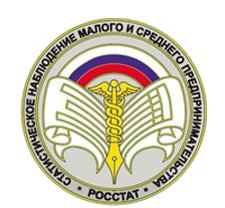 СТАТИСТИЧЕСКОЕ НАБЛЮДЕНИЕ МАЛОГО И СРЕДНЕГО ПРЕДПРИНИМАТЕЛЬСТВА
РОССТАТ